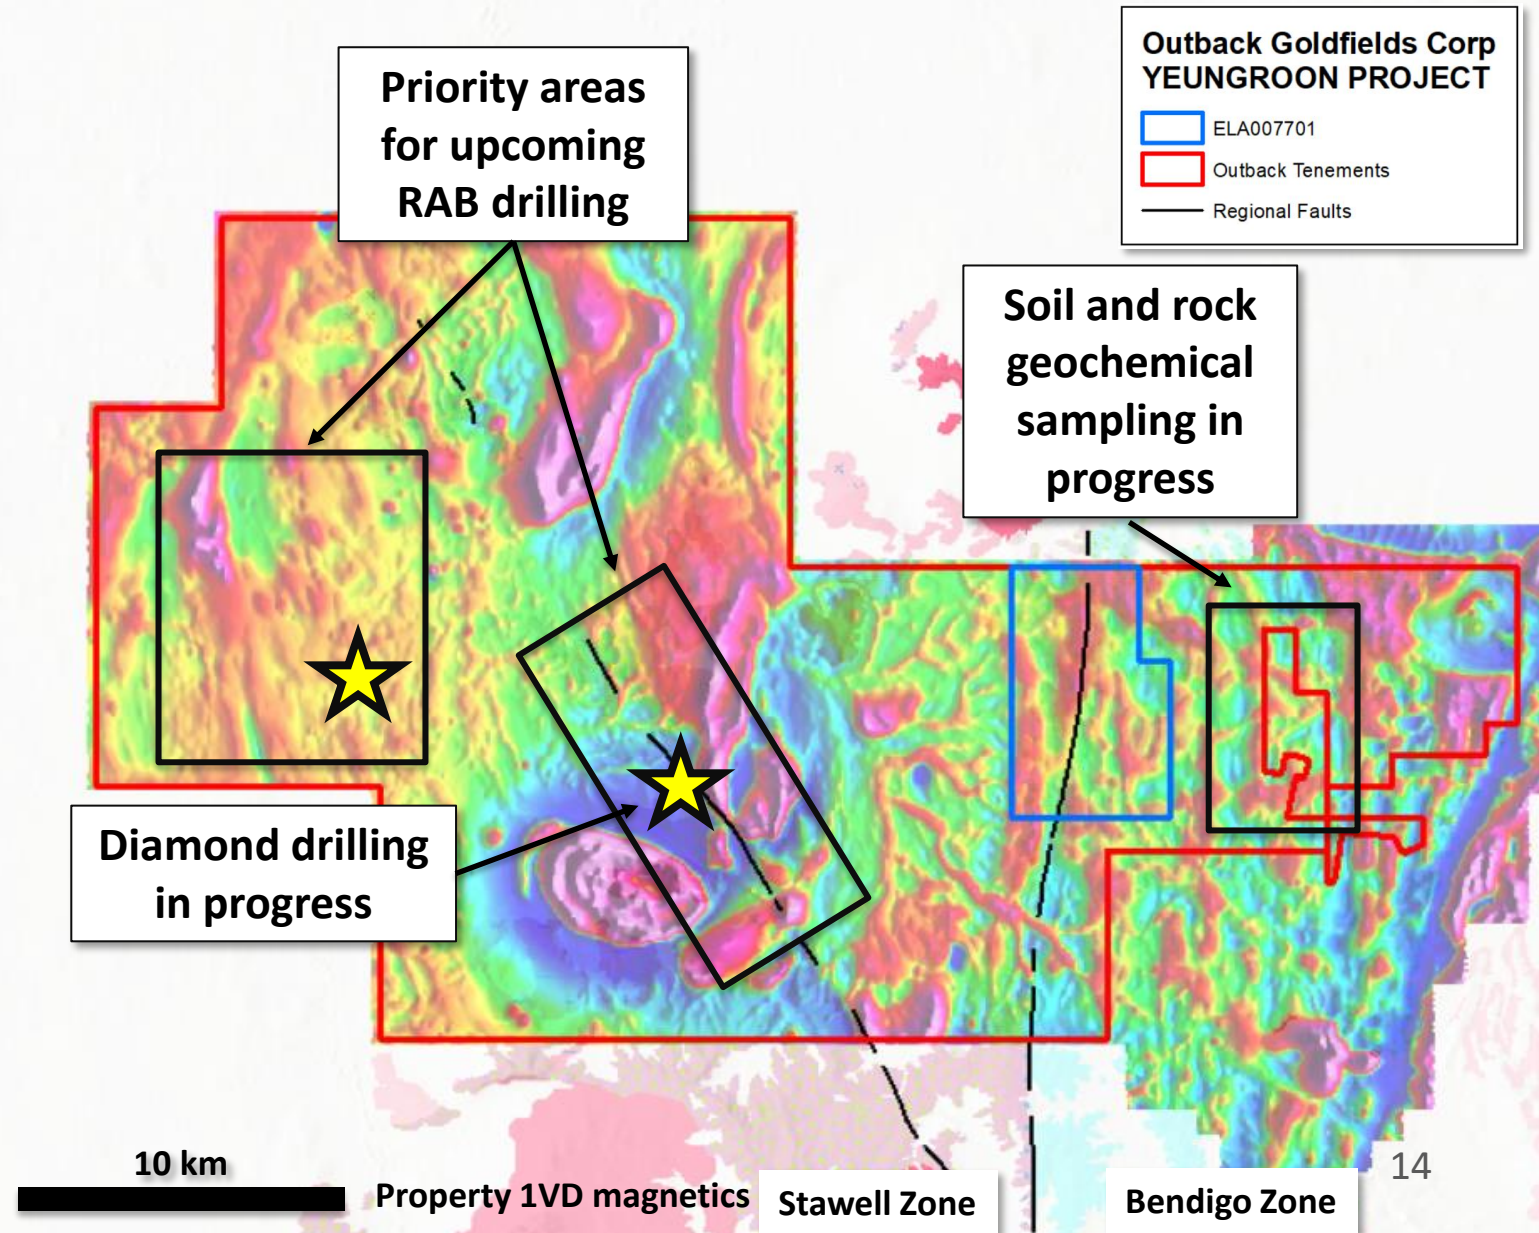 Outback Goldfields Corp
YEUNGROON PROJECT
ELA007701
Outback Tenements
Regional Faults
Priority areas
for upcoming
RAB drilling
Soil and rock
geochemical
sampling in
progress
Diamond drilling
in progress
10 km
Property 1VD magnetics
Stawell Zone
Bendigo Zone
14